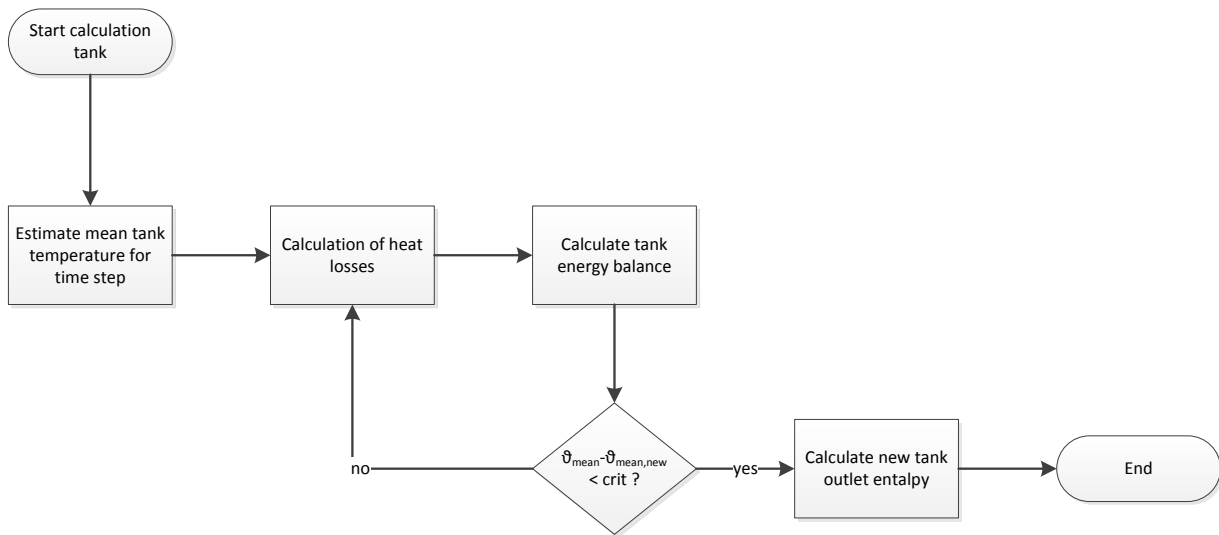 Start calculation
tank
Estimate mean tank
temperature for
time step
Calculation of heat
losses
Calculate tank
energy balance
ϑmean-ϑmean,new
< crit ?
no
yes
Calculate new tank
outlet entalpy
End